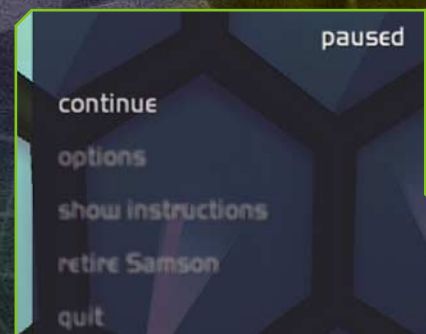 paused
continue
options
show instructions
retire Samson
quit